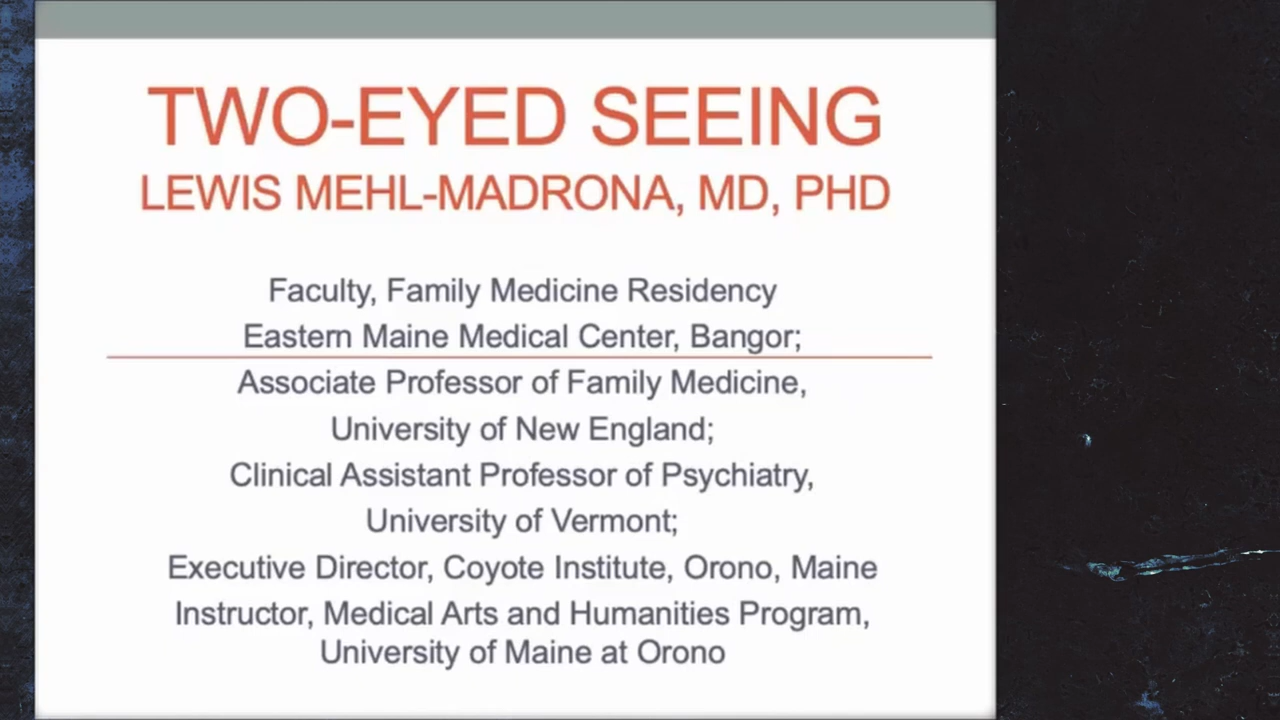 TWO-EYED SEEING
LEWIS MEHL-MADRONA, MD, PHD
Faculty, Family Medicine Residency
Eastern Maine Medical Center, Bangor;
Associate Professor of Family Medicine,
University of New England;
Clinical Assistant Professor of Psychiatry,
University of Vermont;
Executive Director, Coyote Institute, Orono, Maine
Instructor, Medical Arts and Humanities Program,
University of Maine at Orono